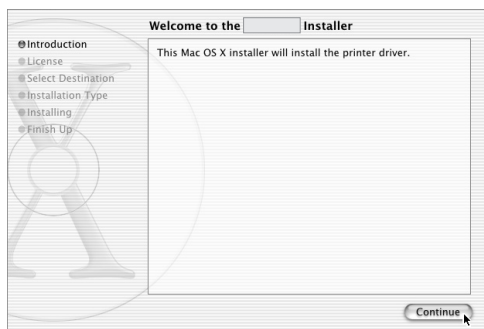 Welcome to the Installer
Introduction
License
Select Destination
Installation Type
Installing
Finish Up
This Mac OS X installer will install the printer driver.
Continue